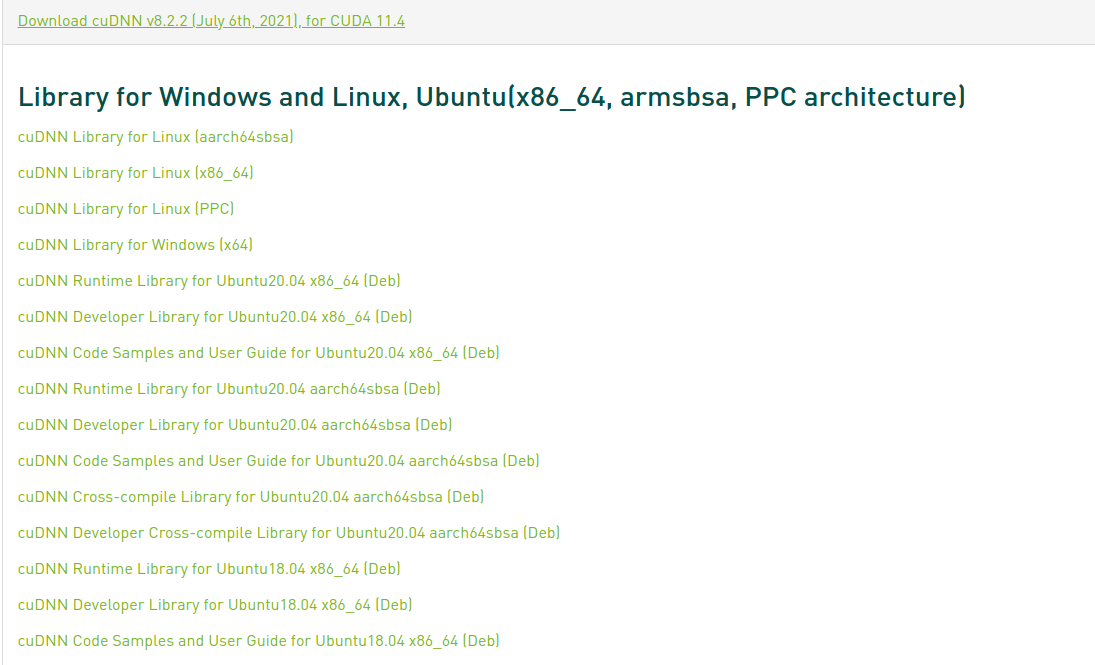 Download cuDNN v8.2.2 (July 6th, 2021), for CUDA 11.4
Library for Windows and Linux, Ubuntu(x86_64, armsbsa, PPC architecture)
cuDNN Library for Linux (aarch64sbsa)
cuDNN Library for Linux (x86_64)
cuDNN Library for Linux (PPC)
cuDNN Library for Windows (x64)
cuDNN Runtime Library for Ubuntu20.04 x86_64 (Deb)
cuDNN Developer Library for Ubuntu20.04 x86_64 (Deb)
cuDNN Code Samples and User Guide for Ubuntu20.04 x86_64 (Deb)
cuDNN Runtime Library for Ubuntu20.04 aarch64sbsa (Deb)
cuDNN Developer Library for Ubuntu20.04 aarch64sbsa (Deb)
cuDNN Code Samples and User Guide for Ubuntu20.04 aarch64sbsa (Deb)
cuDNN Cross-compile Library for Ubuntu20.04 aarch64sbsa (Deb)
cuDNN Developer Cross-compile Library for Ubuntu20.04 aarch64sbsa (Deb)
cuDNN Runtime Library for Ubuntu18.04 x86_64 (Deb)
cuDNN Developer Library for Ubuntu18.04 x86_64 (Deb)
cuDNN Code Samples and User Guide for Ubuntu18.04 x86_64 (Deb)